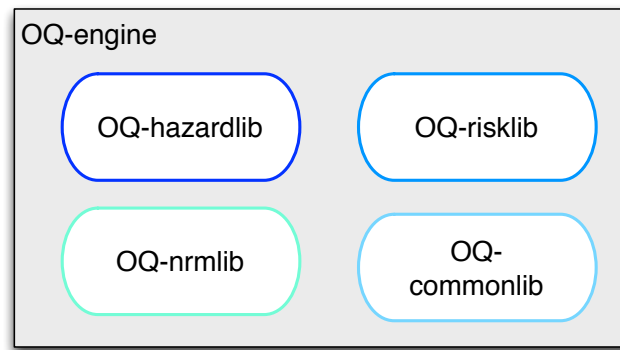 OQ-engine
OQ-hazardlib
OQ-risklib
OQ-nrmlib
OQ-
commonlib